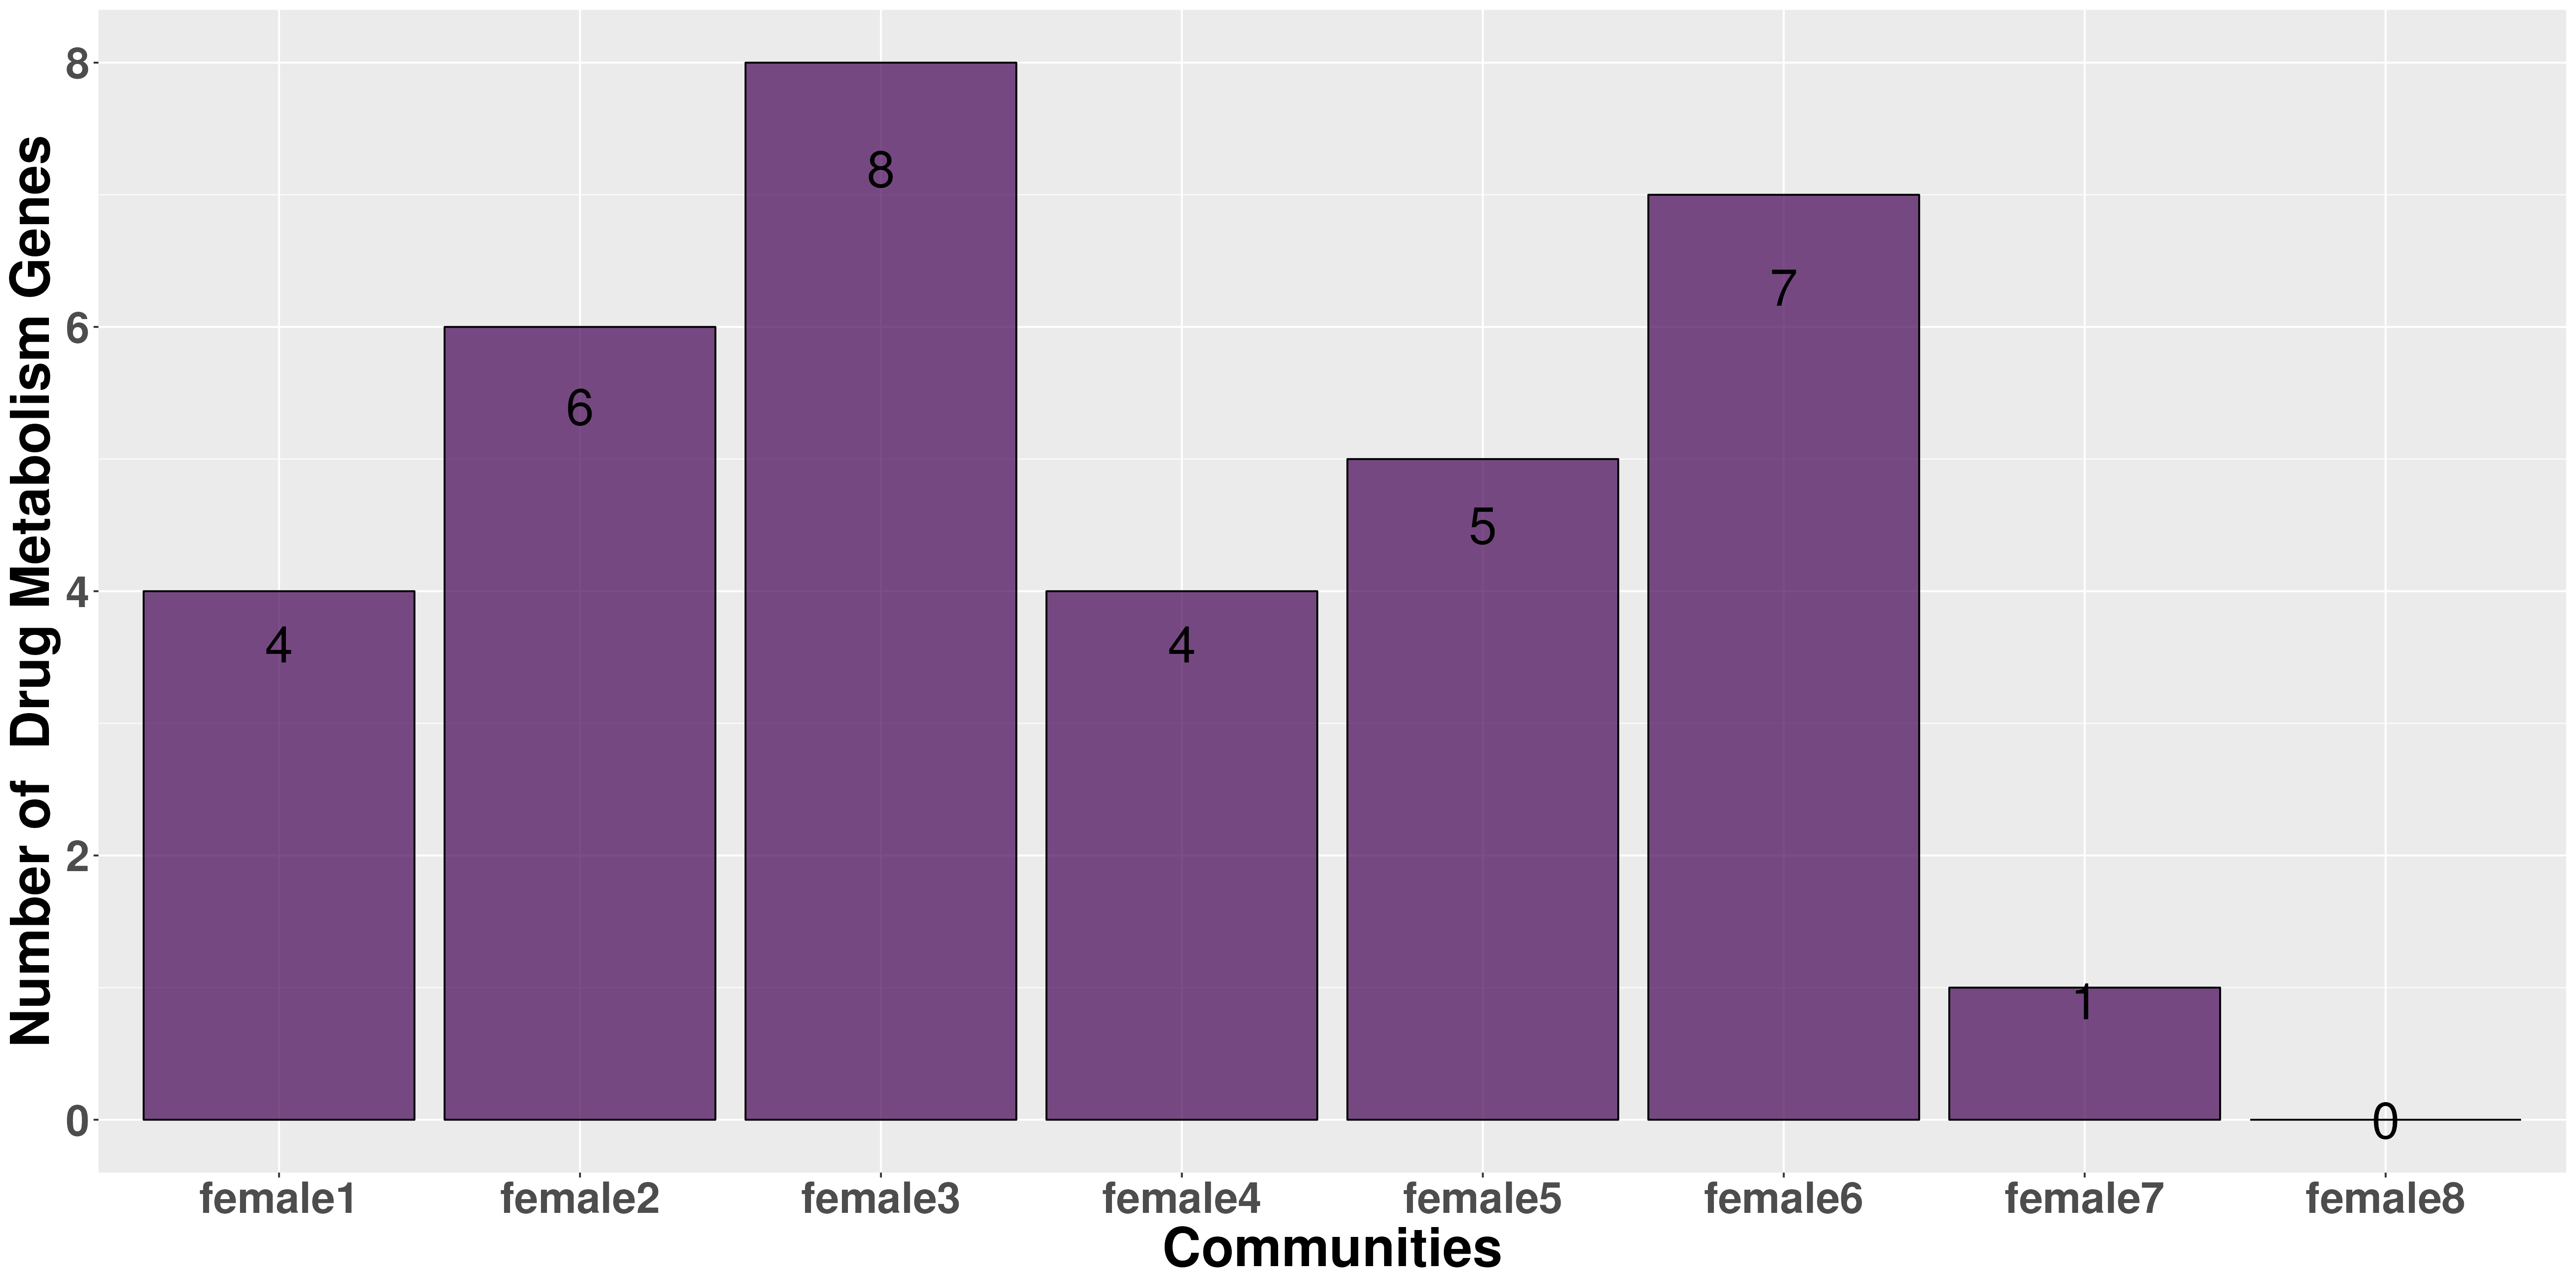 Number of  Drug Metabolism Genes
8
6
4
2
0
4
6
8
4
5
7
1
0
female1
female2
female3
female4
female5
female6
female7
female8
Communities